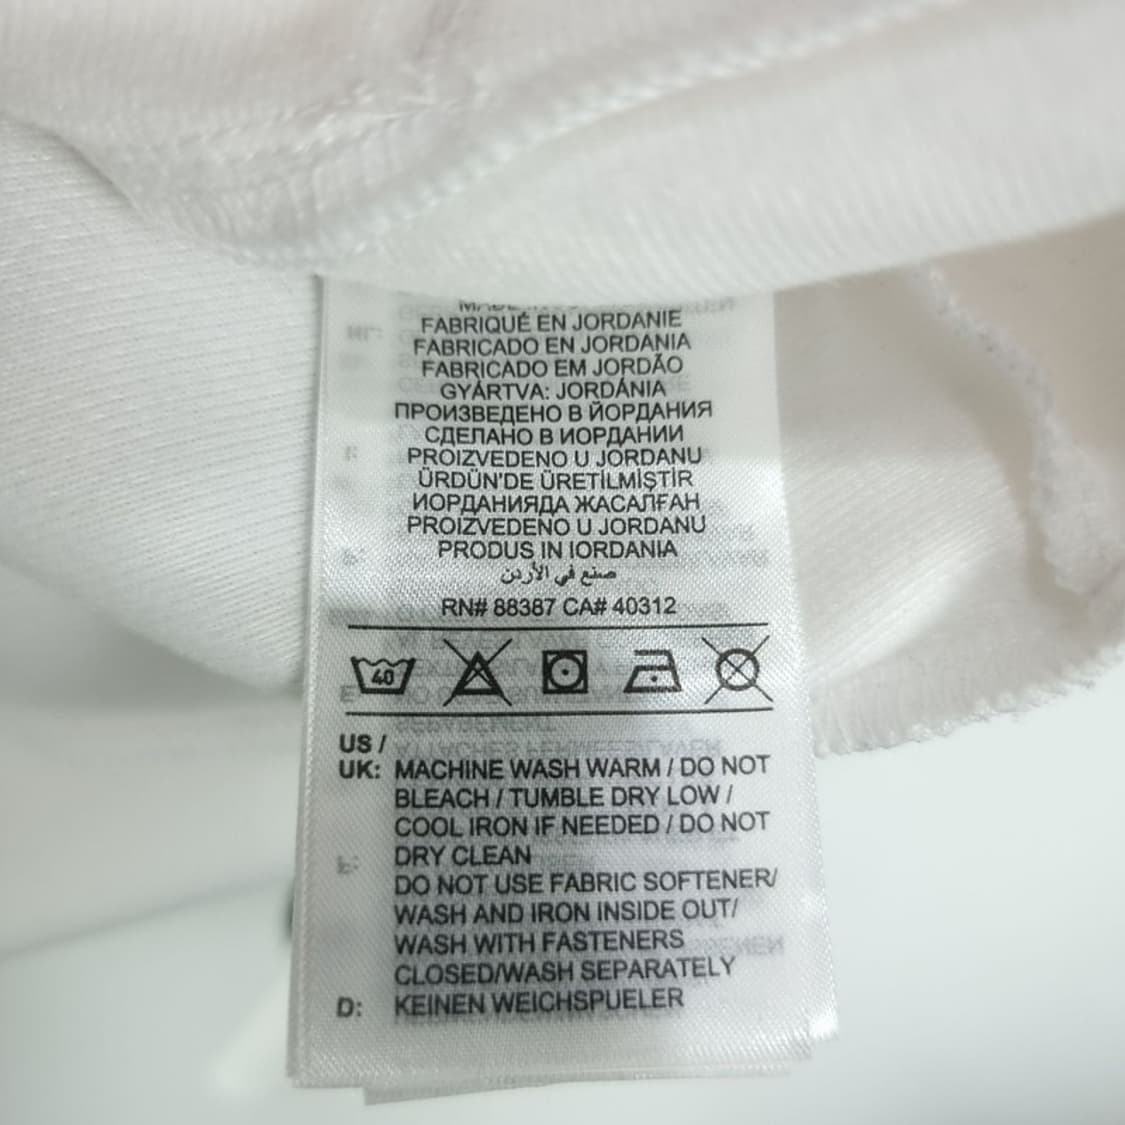 FABRIQUÉ EN JORDANIE
FABRICADO EN JORDANIA
FABRICADO EM JORDÃO
GYÁRTVA: JORDÁNIA
ПРОИЗВЕДЕНО В ЙОРДАНИЯ
СДЕЛАНО В ИОРДАНИИ
PROIZVEDENO U JORDANU
ÜRDÜN'DE ÜRETİLMİŞTİR
ИОРДАНИЯДА ЖАСАЛҒАН
PROIZVEDENO U JORDANU
PRODUS IN IORDANIA
صنع في الأردن
RN# 88387 CA# 40312
40
US /
UK: MACHINE WASH WARM / DO NOT
BLEACH / TUMBLE DRY LOW /
COOL IRON IF NEEDED / DO NOT
DRY CLEAN
DO NOT USE FABRIC SOFTENER/
WASH AND IRON INSIDE OUT/
WASH WITH FASTENERS
CLOSED/WASH SEPARATELY
D: KEINEN WEICHSPUELER